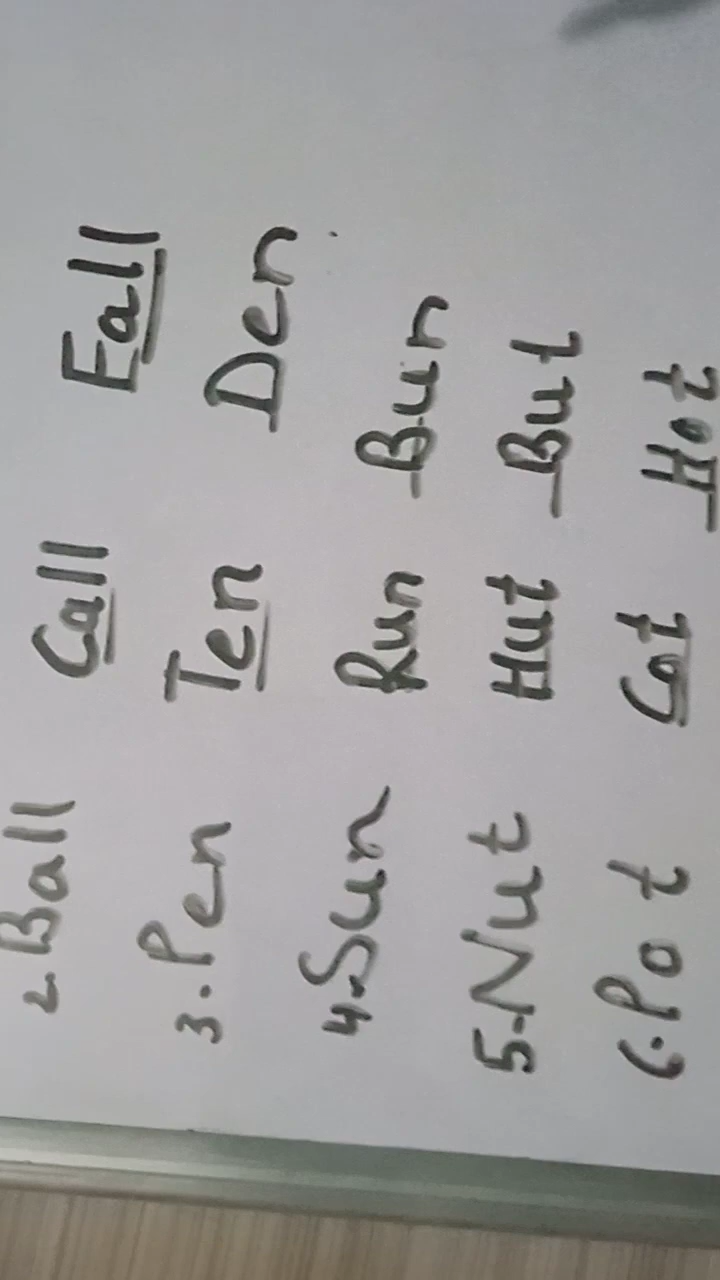 2 Ball Call Fall
3. Pen Ten Den
4. Sun Run Bun
5. Nut Hut But
6. Pot Cot Hot